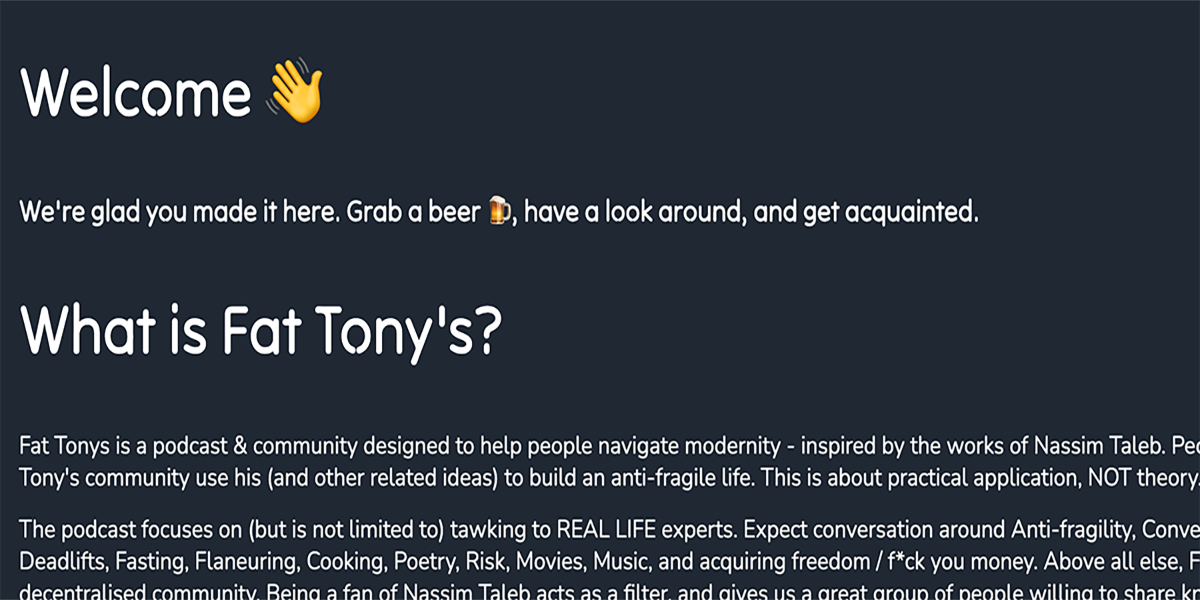 Welcome 👋
We're glad you made it here. Grab a beer 🍺, have a look around, and get acquainted.
What is Fat Tony's?
Fat Tonys is a podcast & community designed to help people navigate modernity - inspired by the works of Nassim Taleb.
Tony's community use his (and other related ideas) to build an anti-fragile life. This is about practical application, NOT theory.
The podcast focuses on (but is not limited to) tawking to REAL LIFE experts. Expect conversation around Anti-fragility,
Deadlifts, Fasting, Flaneuring, Cooking, Poetry, Risk, Movies, Music, and acquiring freedom / f*ck you money. Above all else,
decentralised community. Being a fan of Nassim Taleb acts as a filter, and gives us a great group of people willing to share